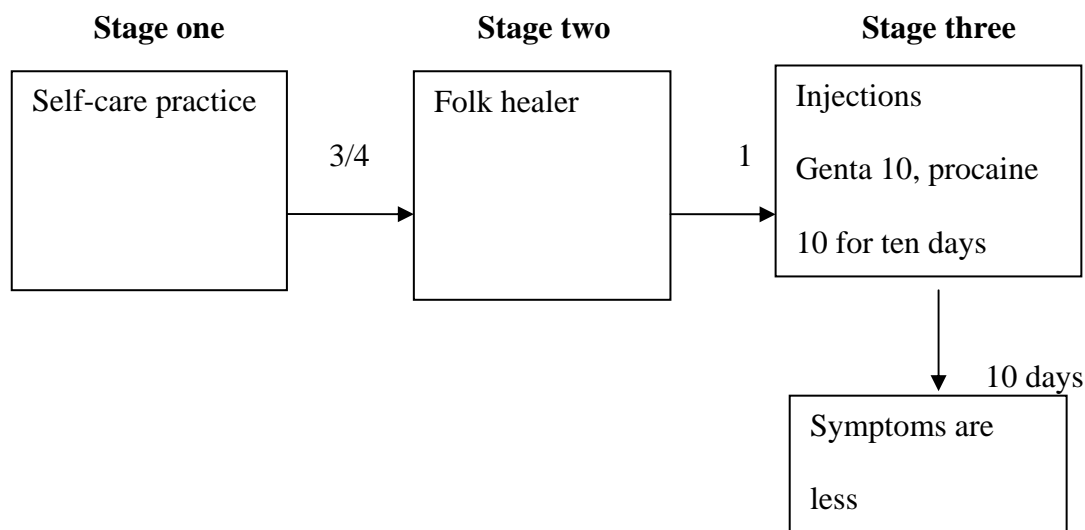 Stage one
Stage two
Stage three
Self-care practice
3/4
Folk healer
1
Injections
Genta 10, procaine
10 for ten days
10 days
Symptoms are
less